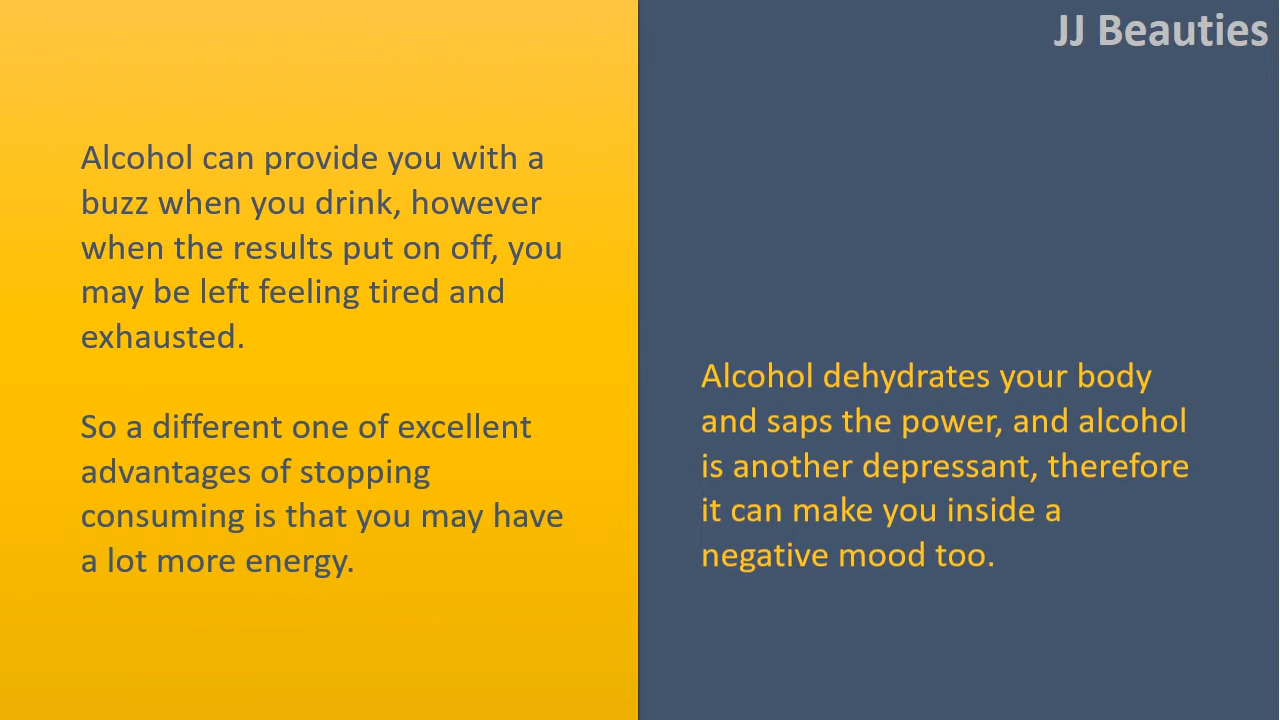 JJ Beauties
Alcohol can provide you with a
buzz when you drink, however
when the results put on off, you
may be left feeling tired and
exhausted.
So a different one of excellent
advantages of stopping
consuming is that you may have
a lot more energy.
Alcohol dehydrates your body
and saps the power, and alcohol
is another depressant, therefore
it can make you inside a
negative mood too.